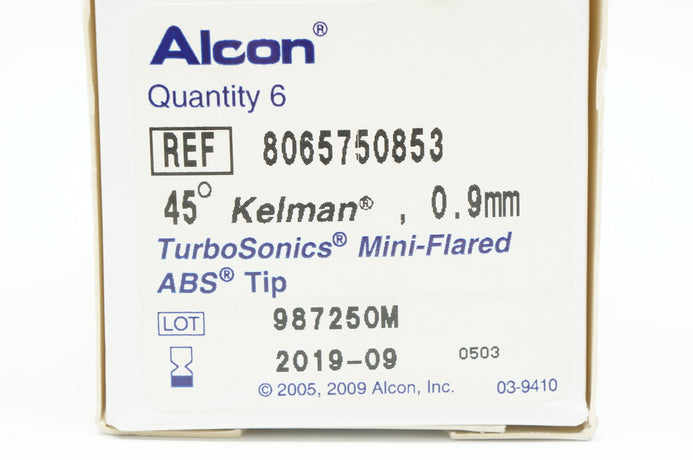 Alcon®
Quantity 6
REF 8065750853
45° Kelman® , 0.9mm
TurboSonics® Mini-Flared
ABS® Tip
LOT 987250M
2019-09 0503
© 2005, 2009 Alcon, Inc. 03-9410